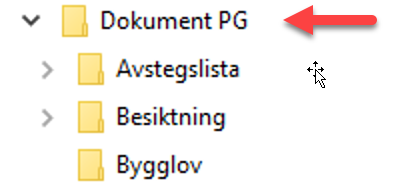 Dokument PG
Avstegslista
Besiktning
Bygglov